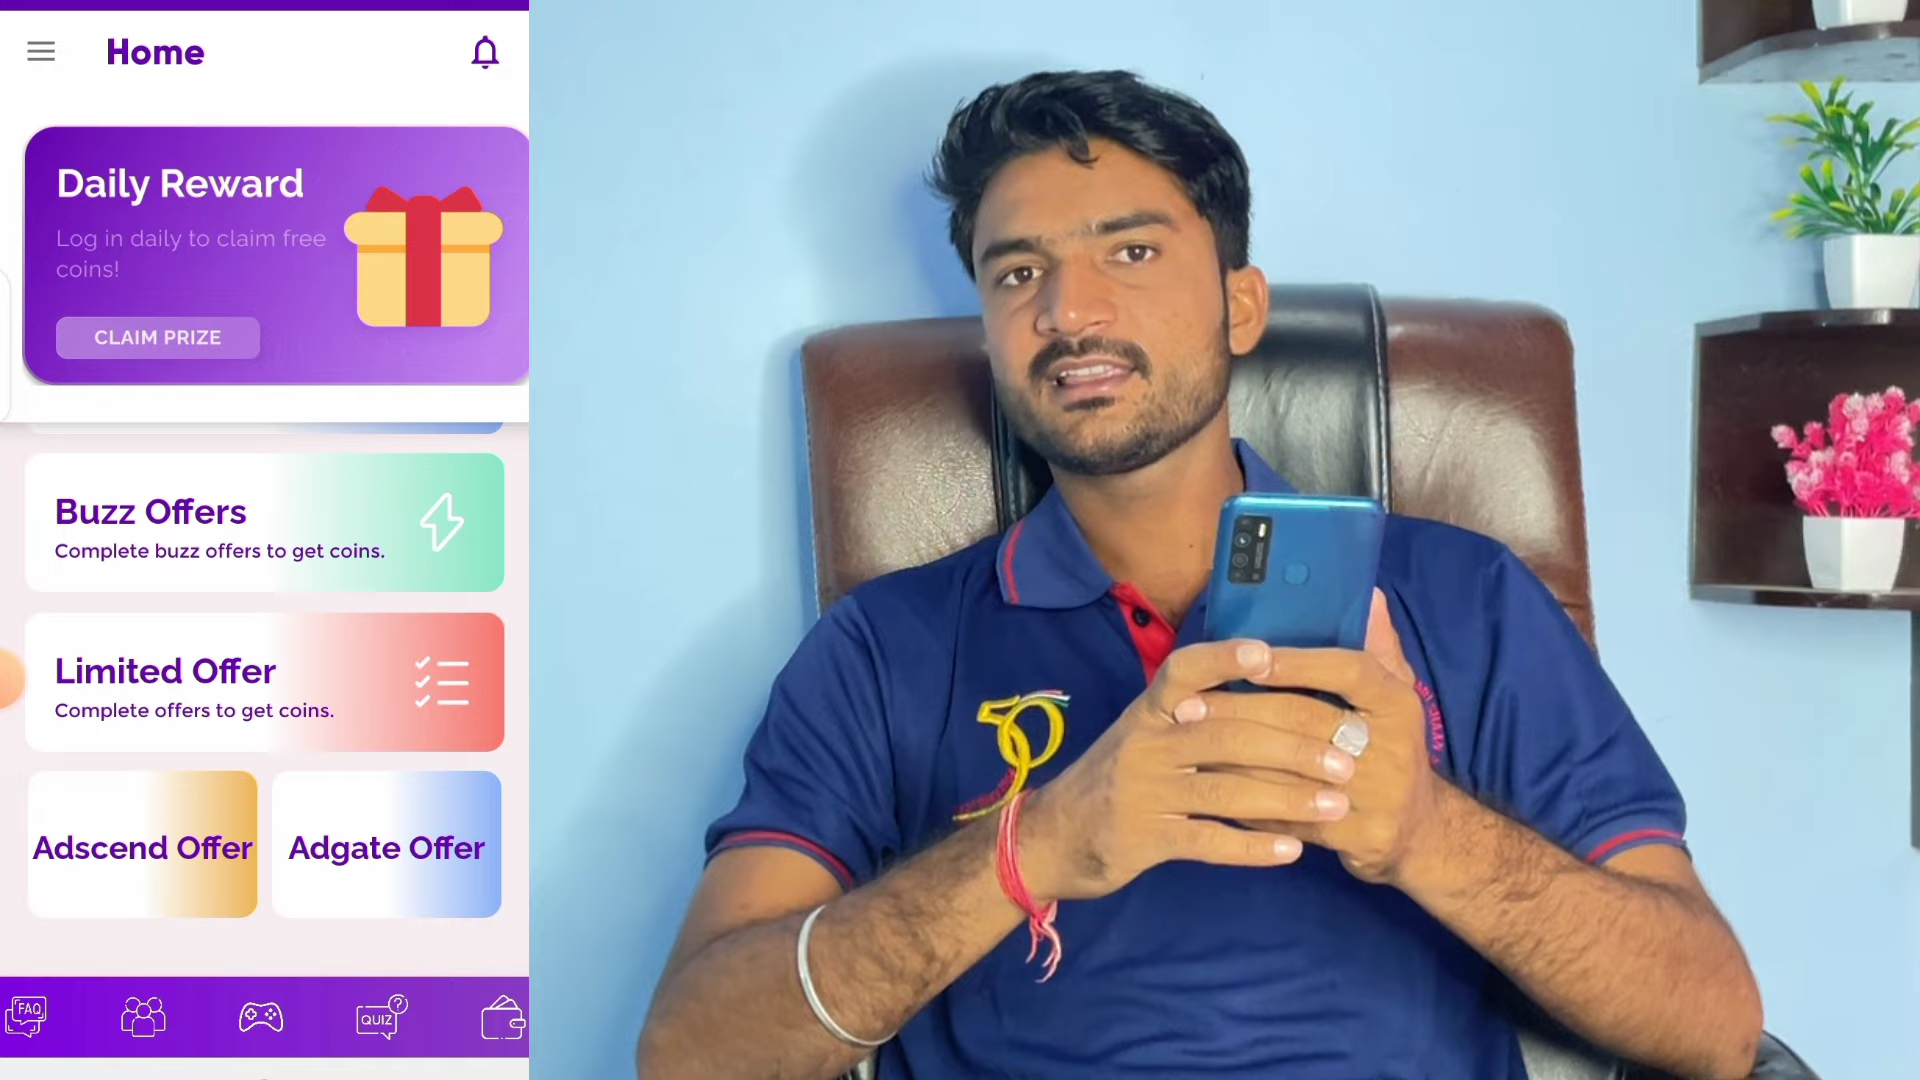 Home
Daily Reward
Log in daily to claim free
coins!
CLAIM PRIZE
Buzz Offers
Complete buzz offers to get coins.
Limited Offer
Complete offers to get coins.
Adscend Offer
Adgate Offer
FAQ
QUIZ ?
50